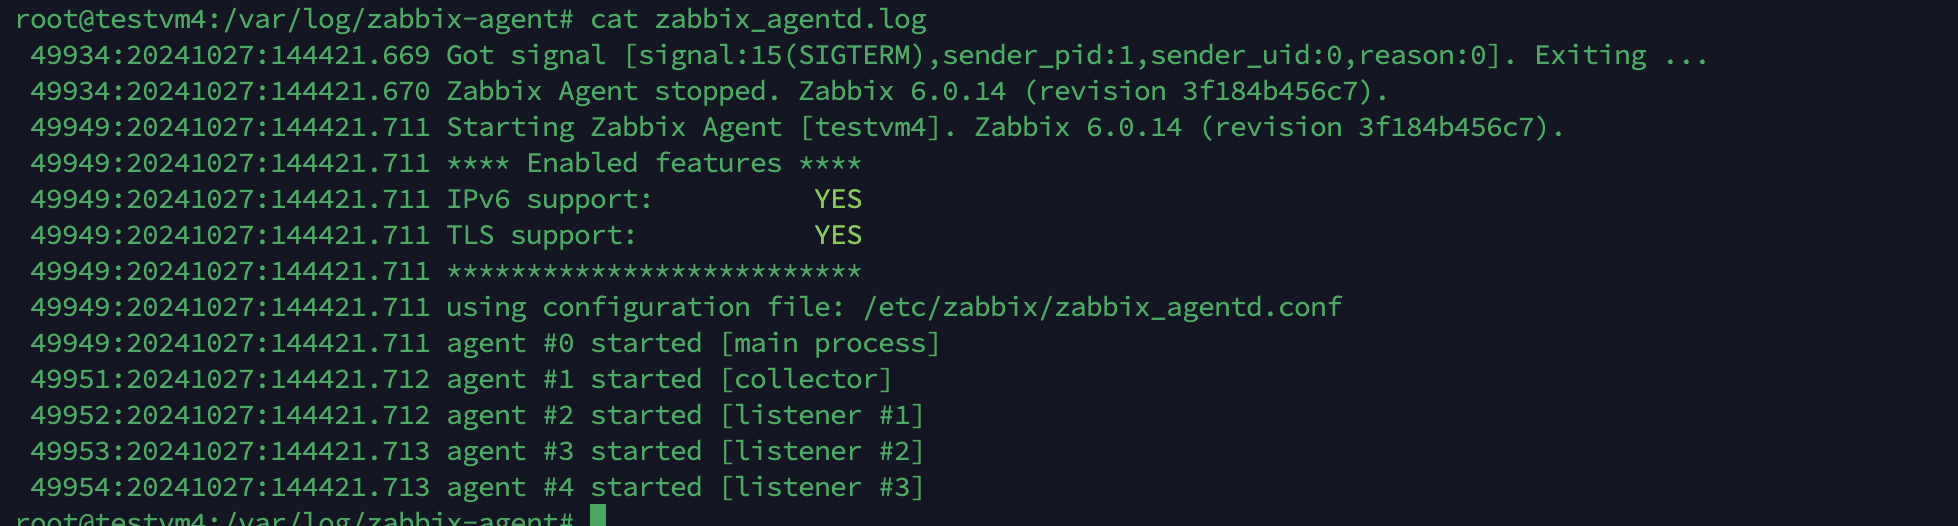 root@testvm4:/var/log/zabbix-agent# cat zabbix_agentd.log
49934:20241027:144421.669 Got signal [signal:15(SIGTERM),sender_pid:1,sender_uid:0,reason:0]. Exiting ...
49934:20241027:144421.670 Zabbix Agent stopped. Zabbix 6.0.14 (revision 3f184b456c7).
49949:20241027:144421.711 Starting Zabbix Agent [testvm4]. Zabbix 6.0.14 (revision 3f184b456c7).
49949:20241027:144421.711 **** Enabled features ****
49949:20241027:144421.711 IPv6 support:          YES
49949:20241027:144421.711 TLS support:           YES
49949:20241027:144421.711 **************************
49949:20241027:144421.711 using configuration file: /etc/zabbix/zabbix_agentd.conf
49949:20241027:144421.711 agent #0 started [main process]
49951:20241027:144421.712 agent #1 started [collector]
49952:20241027:144421.712 agent #2 started [listener #1]
49953:20241027:144421.713 agent #3 started [listener #2]
49954:20241027:144421.713 agent #4 started [listener #3]
root@testvm4:/var/log/zabbix-agent#